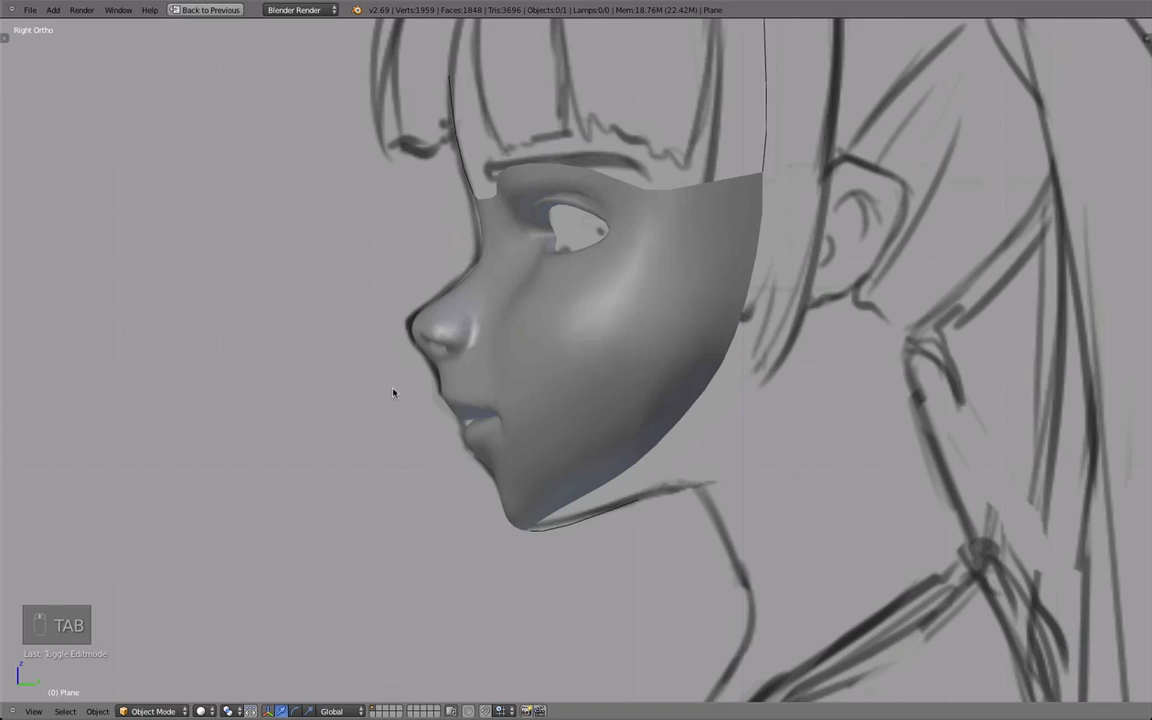 File Add Render Window Help Back to Previous Blender Render v2.69 | Verts:1959 | Faces:1848 | Tris:3696 | Objects:0/1 | Lamps:0/0 | Mem:18.76M (22.42M) | Plane
Right Ortho
TAB
Last: Toggle Editmode
z
(0) Plane
View Select Object Object Mode Global